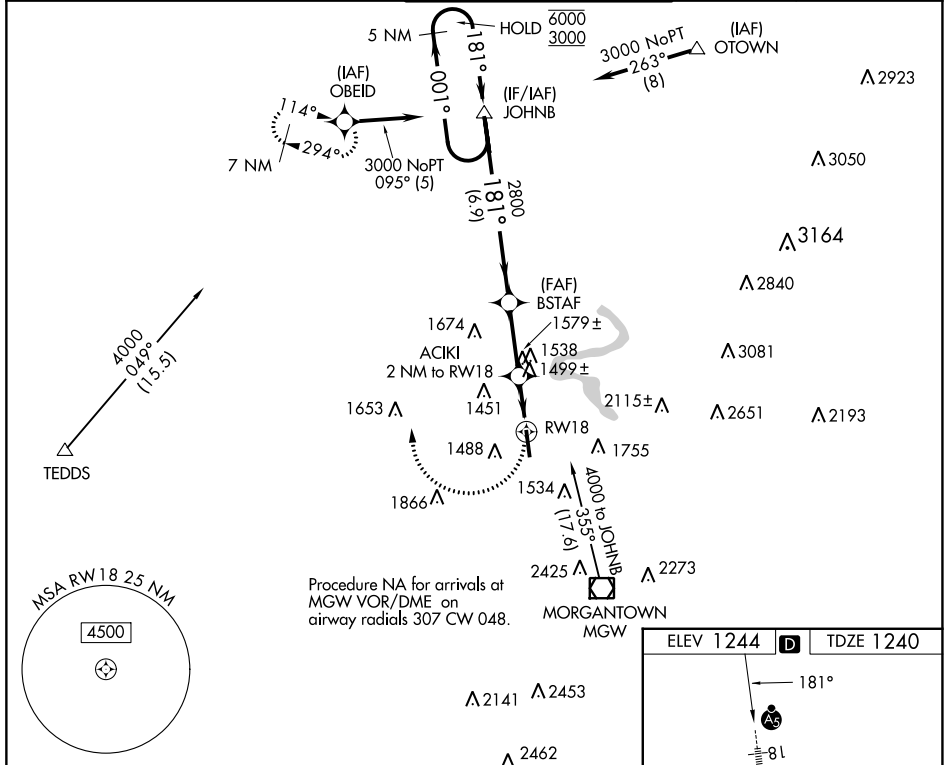 5 NM
HOLD
6000
3000
181°
001°
3000 NoPT
263°
(8)
(IAF)
OTOWN
2923
(IAF)
OBEID
(IF/IAF)
JOHNB
114°
294°
7 NM
3000 NoPT
095° (5)
3050
2800
181°
(6.9)
3164
2840
(FAF)
BSTAF
4000
049°
(15.5)
1674
1579±
ACIKI
2 NM to RW18
1538
1499±
3081
1653
1451
2115±
2651
2193
RW18
TEDDS
1488
1755
1866
1534
4000 to JOHNB
355°
(17.6)
MSA RW18 25 NM
4500
Procedure NA for arrivals at
MGW VOR/DME on
airway radials 307 CW 048.
2425
2273
MORGANTOWN
MGW
ELEV 1244
D
TDZE 1240
181°
A5
18
2141
2453
2462